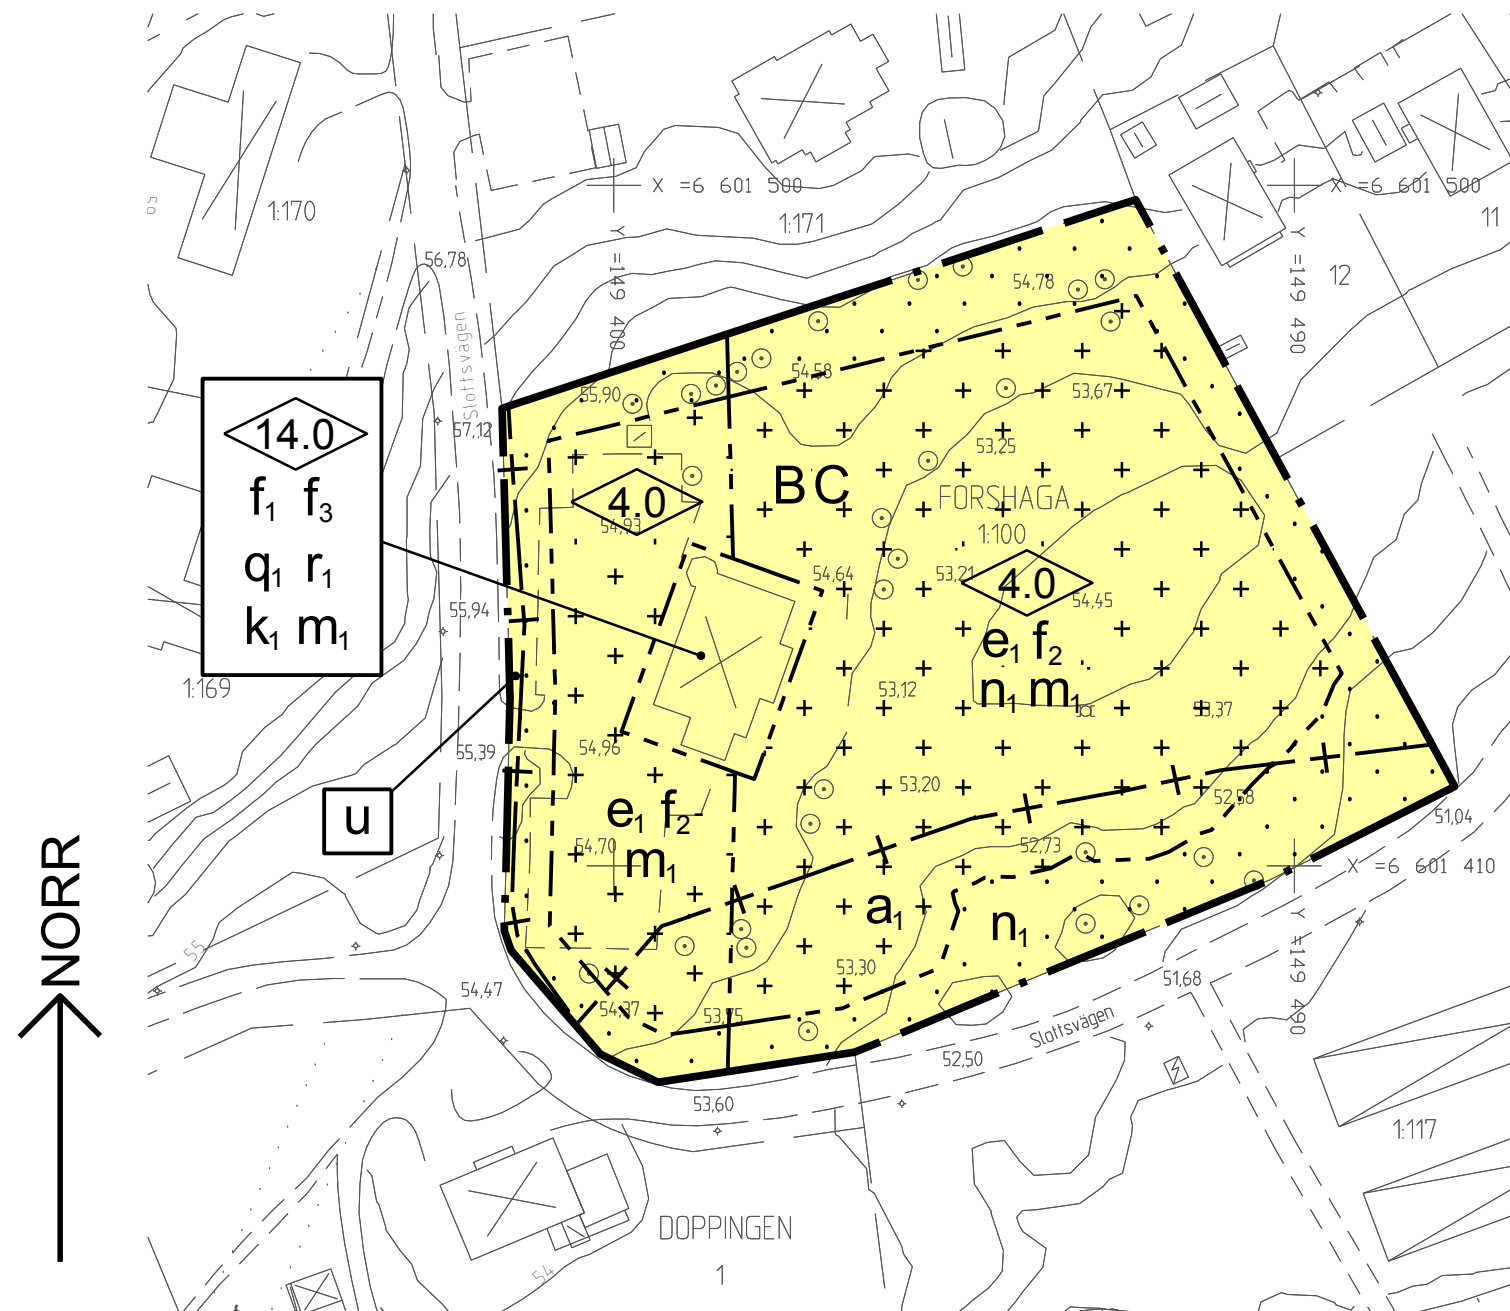 X =6 601 500
X =6 601 500
1:170
1:171
11
56,78
Y =149 400
Y =149 490
12
54,78
Slottsvägen
54,58
55,90
53,67
57,12
14.0
f1 f3
q1 r1
k1 m1
53,25
BC
FORSHAGA
1:100
4.0
54,93
54,64
53,21
4.0
54,45
55,94
e1 f2
n1 m1
1:169
53,12
53,37
55,39
54,96
53,20
52,58
u
e1 f2
m1
54,70
52,73
51,04
X =6 601 410
NORR
a1
n1
55
53,30
51,68
Y =149 490
54,47
54,37
53,75
Slottsvägen
52,50
53,60
1:117
DOPPINGEN
1
54